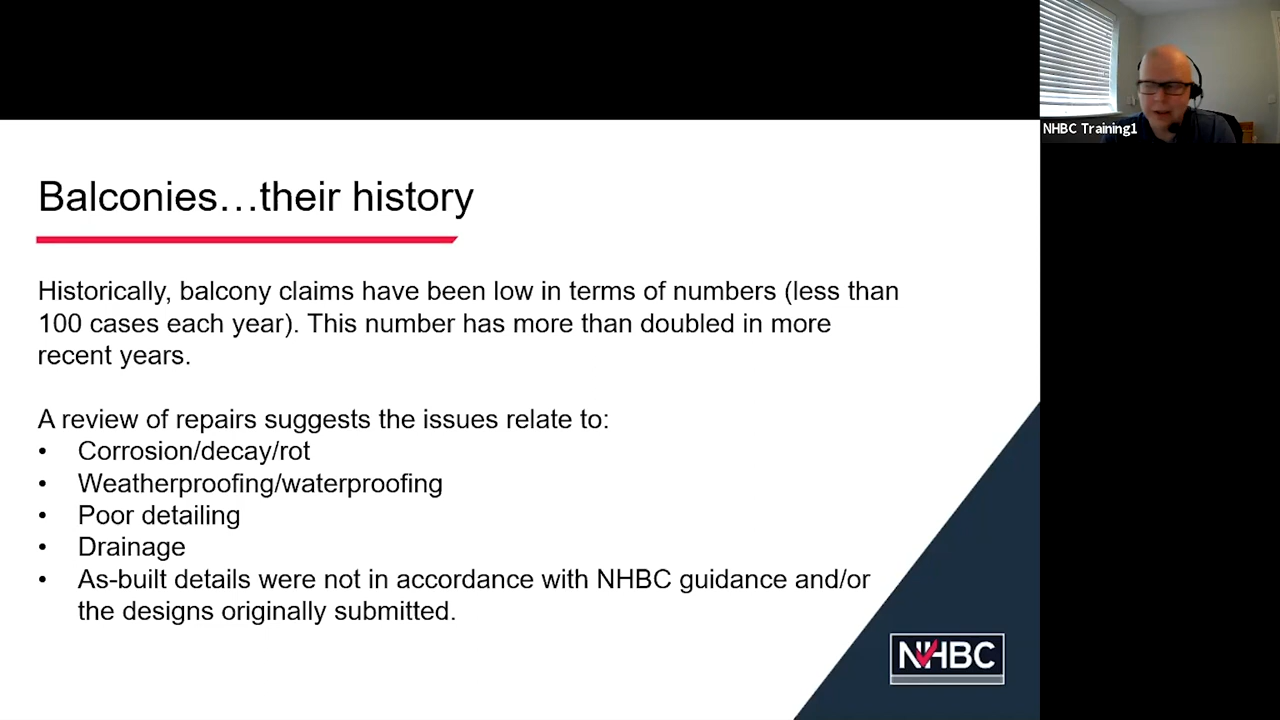 NHBC Training1
Balconies…their history
Historically, balcony claims have been low in terms of numbers (less than
100 cases each year). This number has more than doubled in more
recent years.
A review of repairs suggests the issues relate to:
• Corrosion/decay/rot
• Weatherproofing/waterproofing
• Poor detailing
• Drainage
• As-built details were not in accordance with NHBC guidance and/or
the designs originally submitted.
NHBC